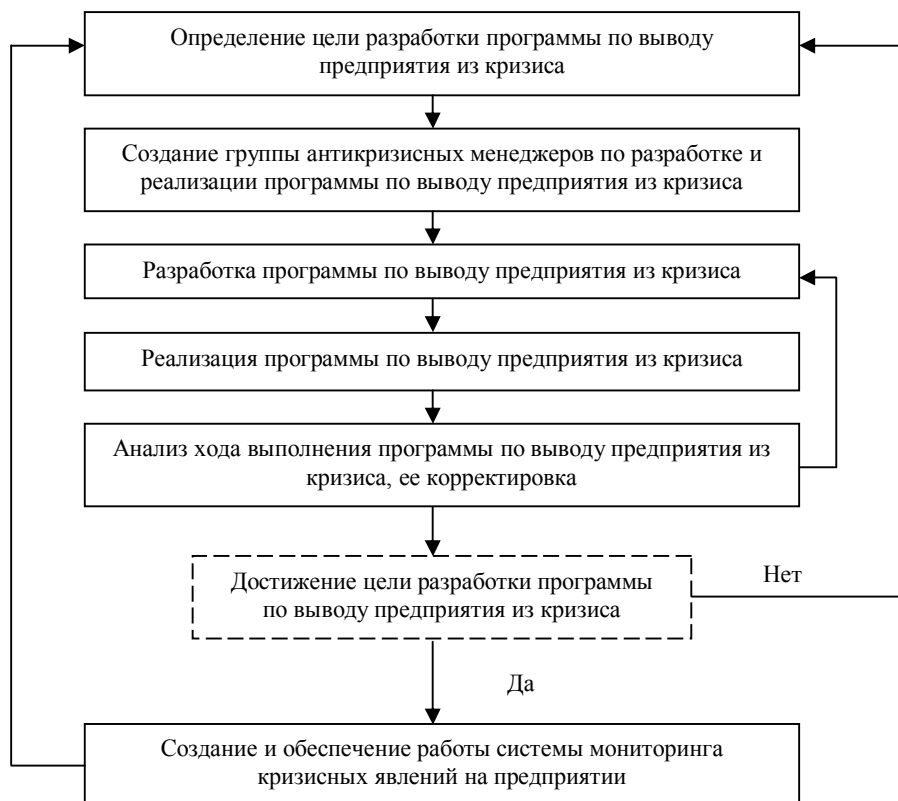 Определение цели разработки программы по выводу
предприятия из кризиса
Создание группы антикризисных менеджеров по разработке и
реализации программы по выводу предприятия из кризиса
Разработка программы по выводу предприятия из кризиса
Реализация программы по выводу предприятия из кризиса
Анализ хода выполнения программы по выводу предприятия из
кризиса, ее корректировка
Достижение цели разработки программы
по выводу предприятия из кризиса
Нет
Да
Создание и обеспечение работы системы мониторинга
кризисных явлений на предприятии